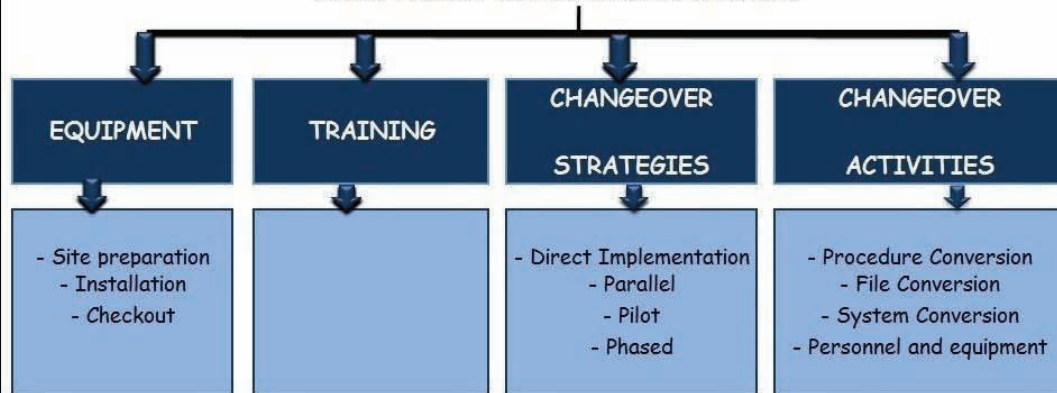 EQUIPMENT
- Site preparation
- Installation
- Checkout
TRAINING
CHANGEOVER
STRATEGIES
- Direct Implementation
- Parallel
- Pilot
- Phased
CHANGEOVER
ACTIVITIES
- Procedure Conversion
- File Conversion
- System Conversion
- Personnel and equipment